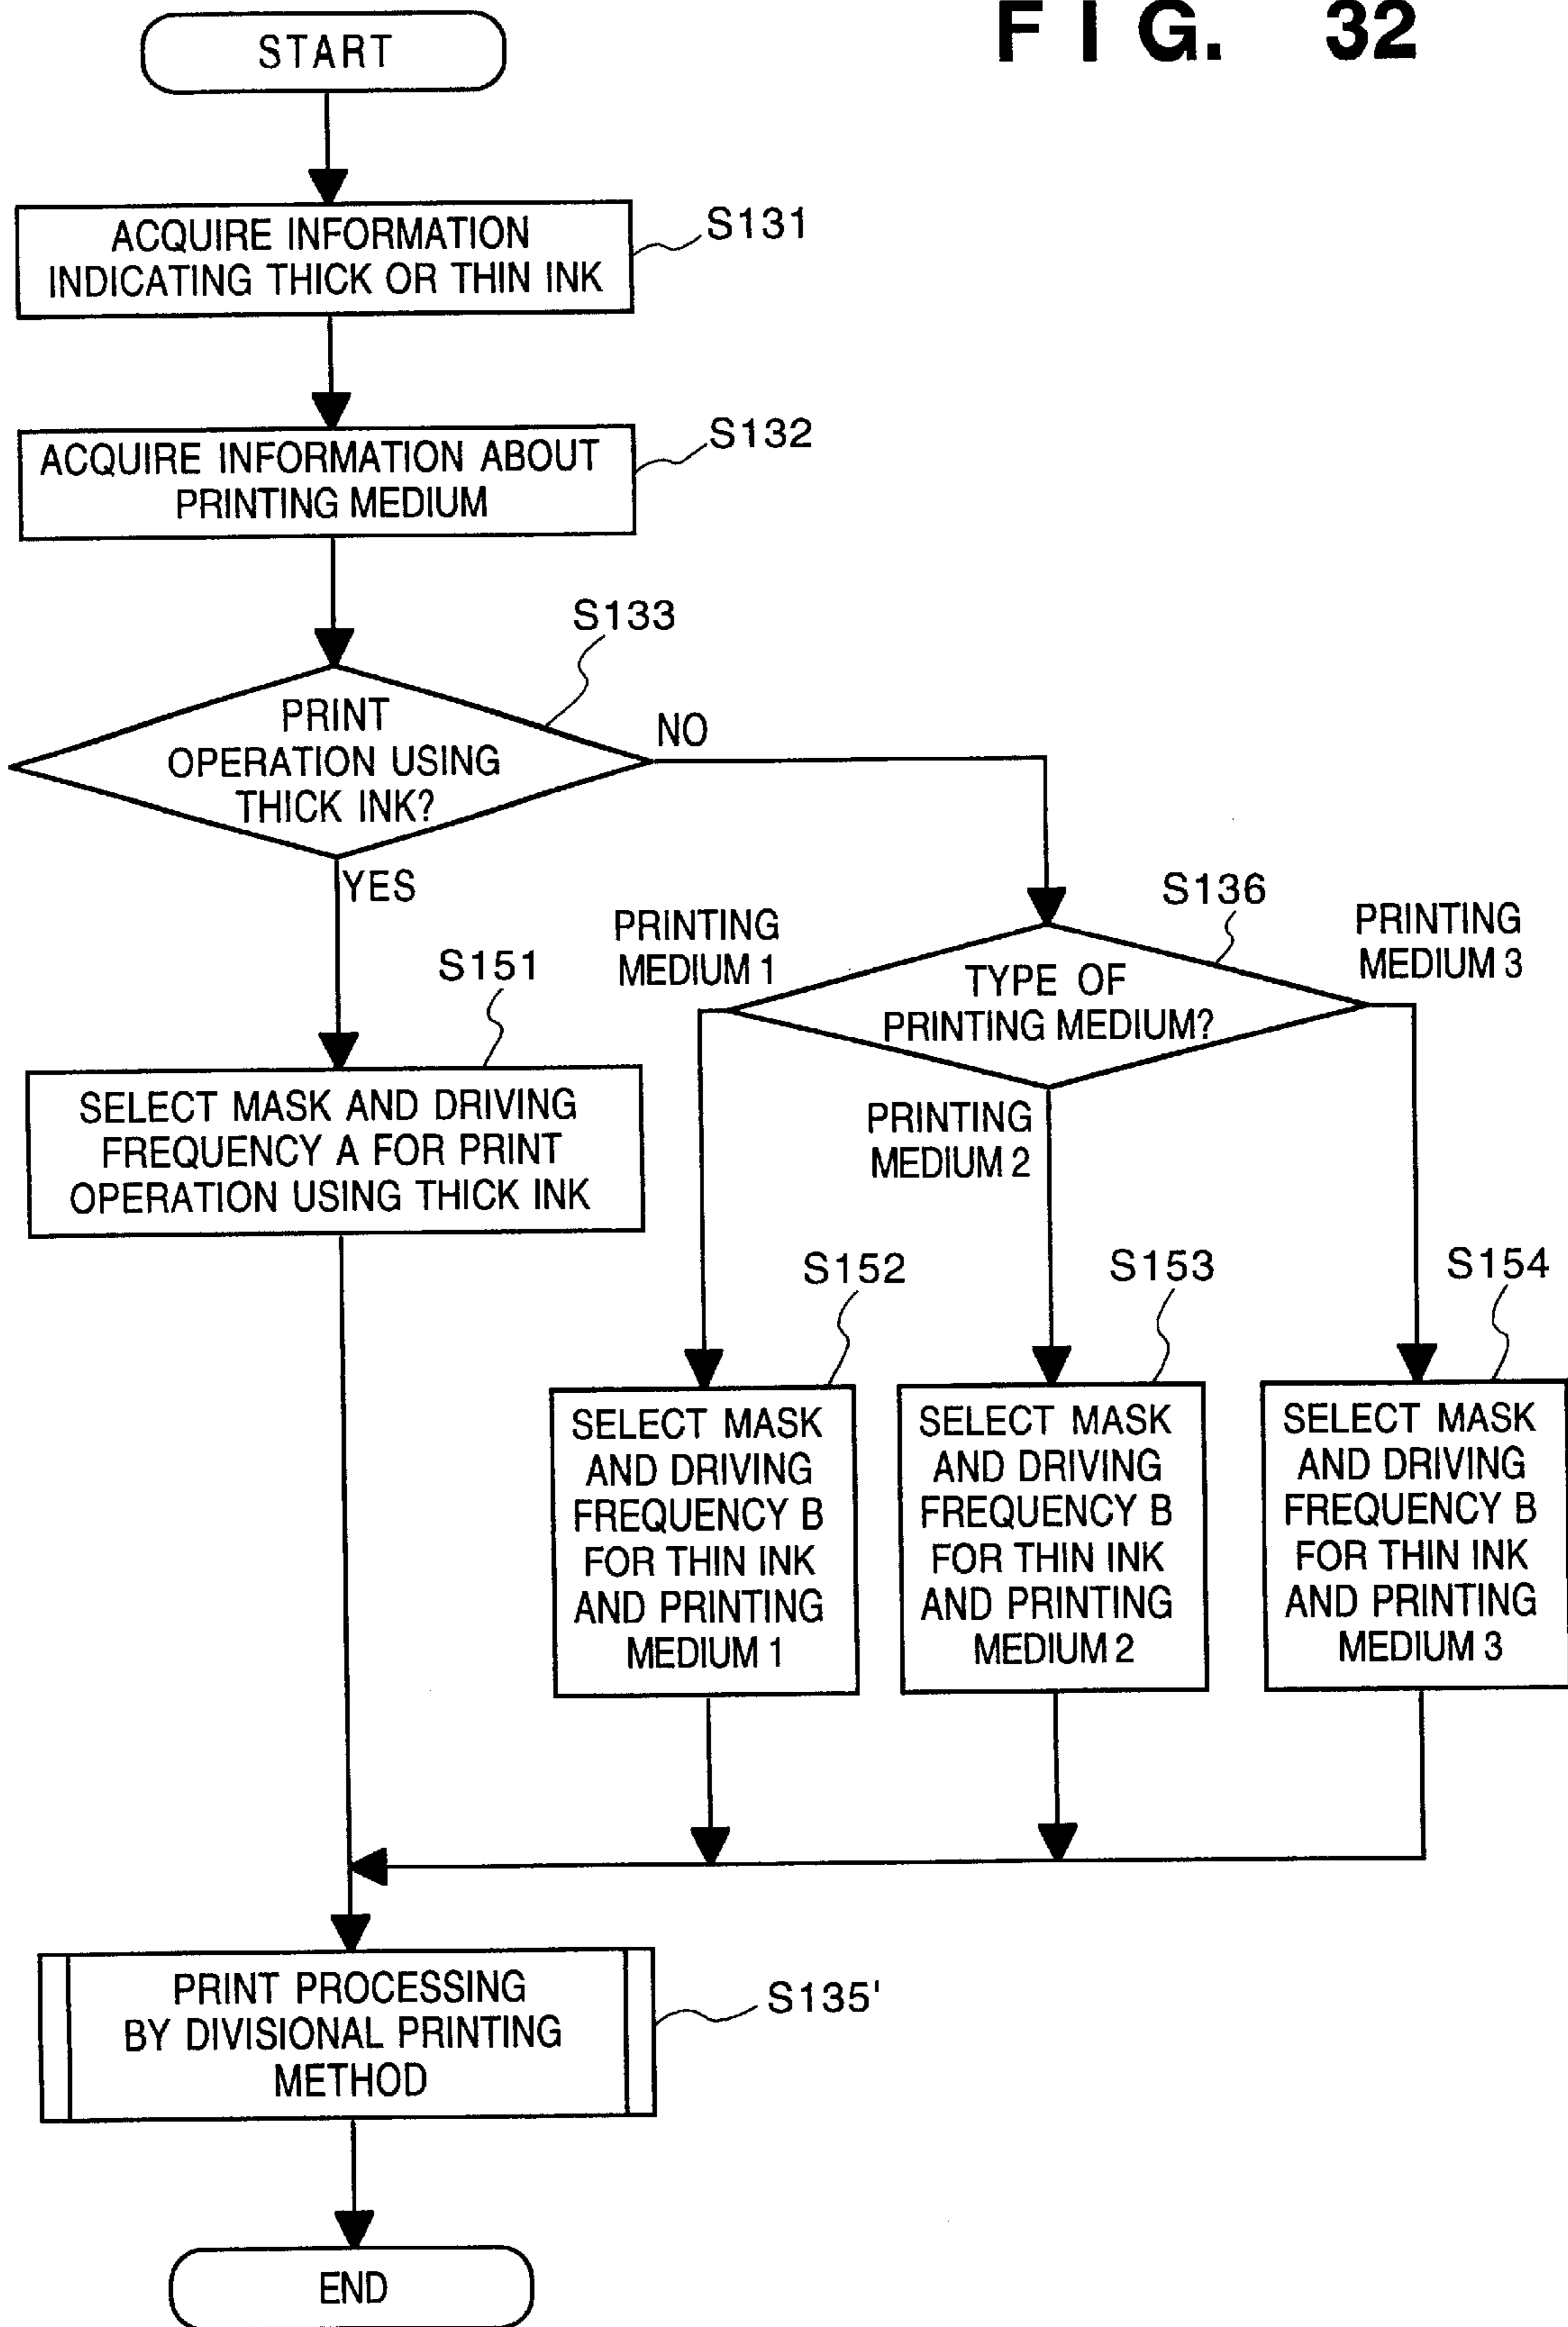 FIG. 32
START
ACQUIRE INFORMATION
INDICATING THICK OR THIN INK
S131
ACQUIRE INFORMATION ABOUT
PRINTING MEDIUM
S132
S133
PRINT
OPERATION USING
THICK INK?
NO
YES
S136
PRINTING
MEDIUM 1
TYPE OF
PRINTING MEDIUM?
PRINTING
MEDIUM 3
PRINTING
MEDIUM 2
S151
SELECT MASK AND DRIVING
FREQUENCY A FOR PRINT
OPERATION USING THICK INK
S152
SELECT MASK
AND DRIVING
FREQUENCY B
FOR THIN INK
AND PRINTING
MEDIUM 1
S153
SELECT MASK
AND DRIVING
FREQUENCY B
FOR THIN INK
AND PRINTING
MEDIUM 2
S154
SELECT MASK
AND DRIVING
FREQUENCY B
FOR THIN INK
AND PRINTING
MEDIUM 3
PRINT PROCESSING
BY DIVISIONAL PRINTING
METHOD
S135'
END